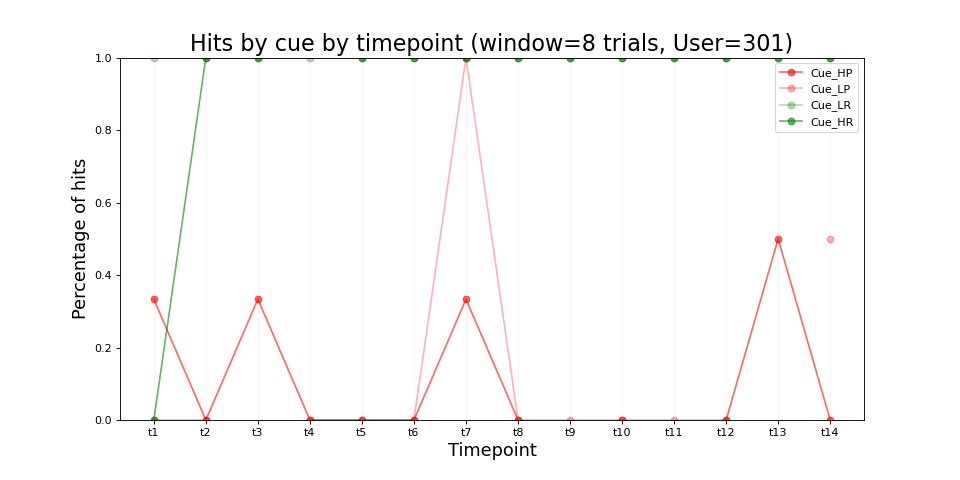 Hits by cue by timepoint (window=8 trials, User=301)
Percentage of hits
1.0
0.8
0.6
0.4
0.2
0.0
Cue_HP
Cue_LP
Cue_LR
Cue_HR
t1 t2 t3 t4 t5 t6 t7 t8 t9 t10 t11 t12 t13 t14
Timepoint